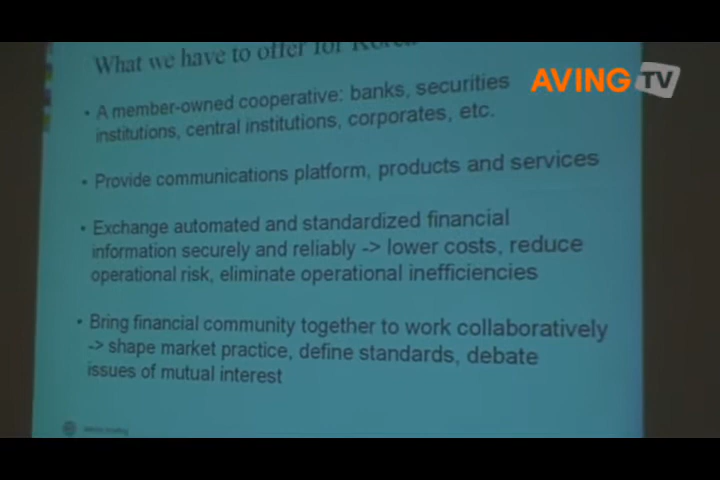 What we have to offer for Korea
AVING TV
• A member-owned cooperative: banks, securities
institutions, central institutions, corporates, etc.
• Provide communications platform, products and services
• Exchange automated and standardized financial
information securely and reliably -> lower costs, reduce
operational risk, eliminate operational inefficiencies
• Bring financial community together to work collaboratively
-> shape market practice, define standards, debate
issues of mutual interest